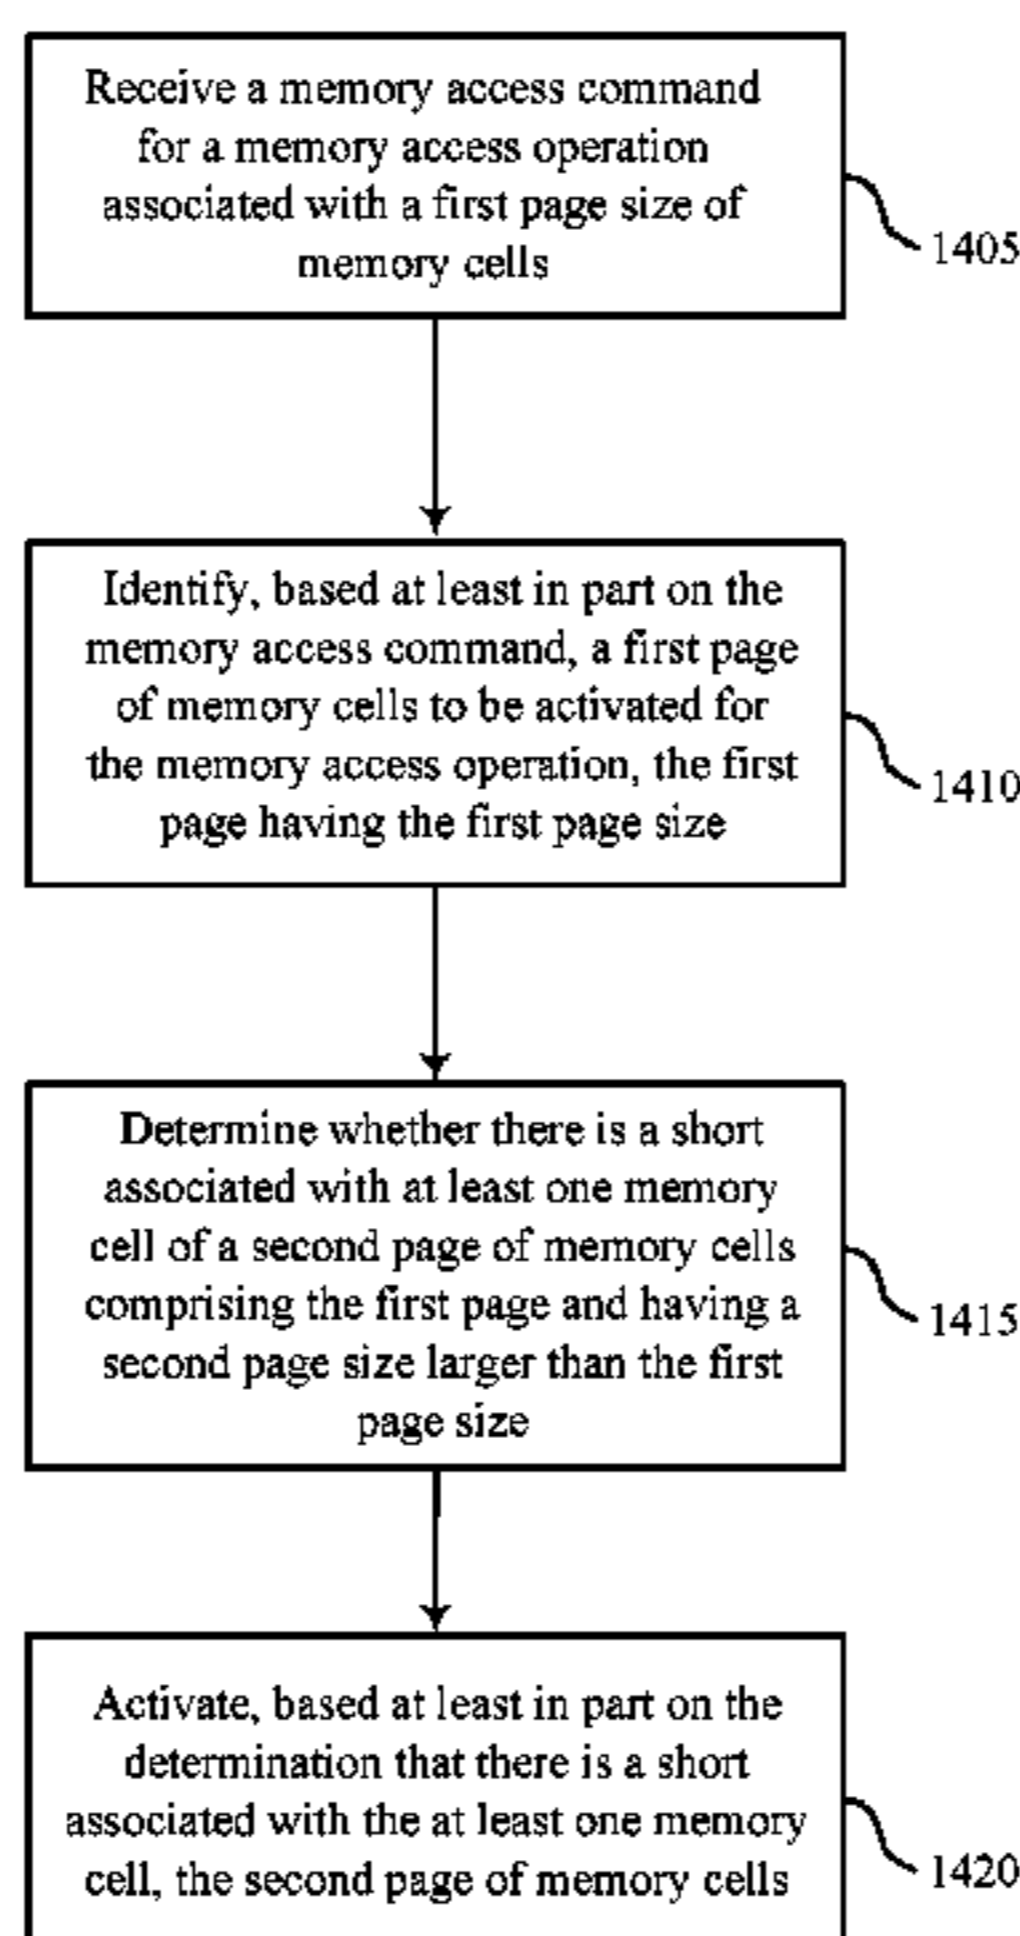 Receive a memory access command
for a memory access operation
associated with a first page size of
memory cells
1405
Identify, based at least in part on the
memory access command, a first page
of memory cells to be activated for
the memory access operation, the first
page having the first page size
1410
Determine whether there is a short
associated with at least one memory
cell of a second page of memory cells
comprising the first page and having a
second page size larger than the first
page size
1415
Activate, based at least in part on the
determination that there is a short
associated with the at least one memory
cell, the second page of memory cells
1420